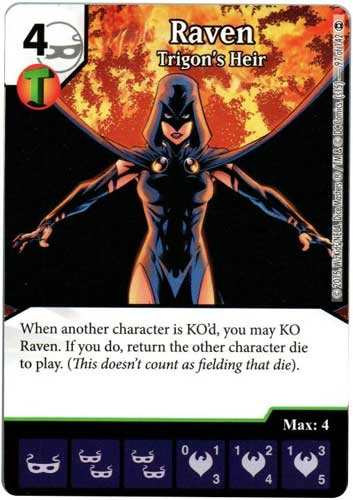 4
Raven
Trigon's Heir
T
When another character is KO'd, you may KO
Raven. If you do, return the other character die
to play. (This doesn't count as fielding that die).
Max: 4
0 1 3
1 2 4
1 3 5